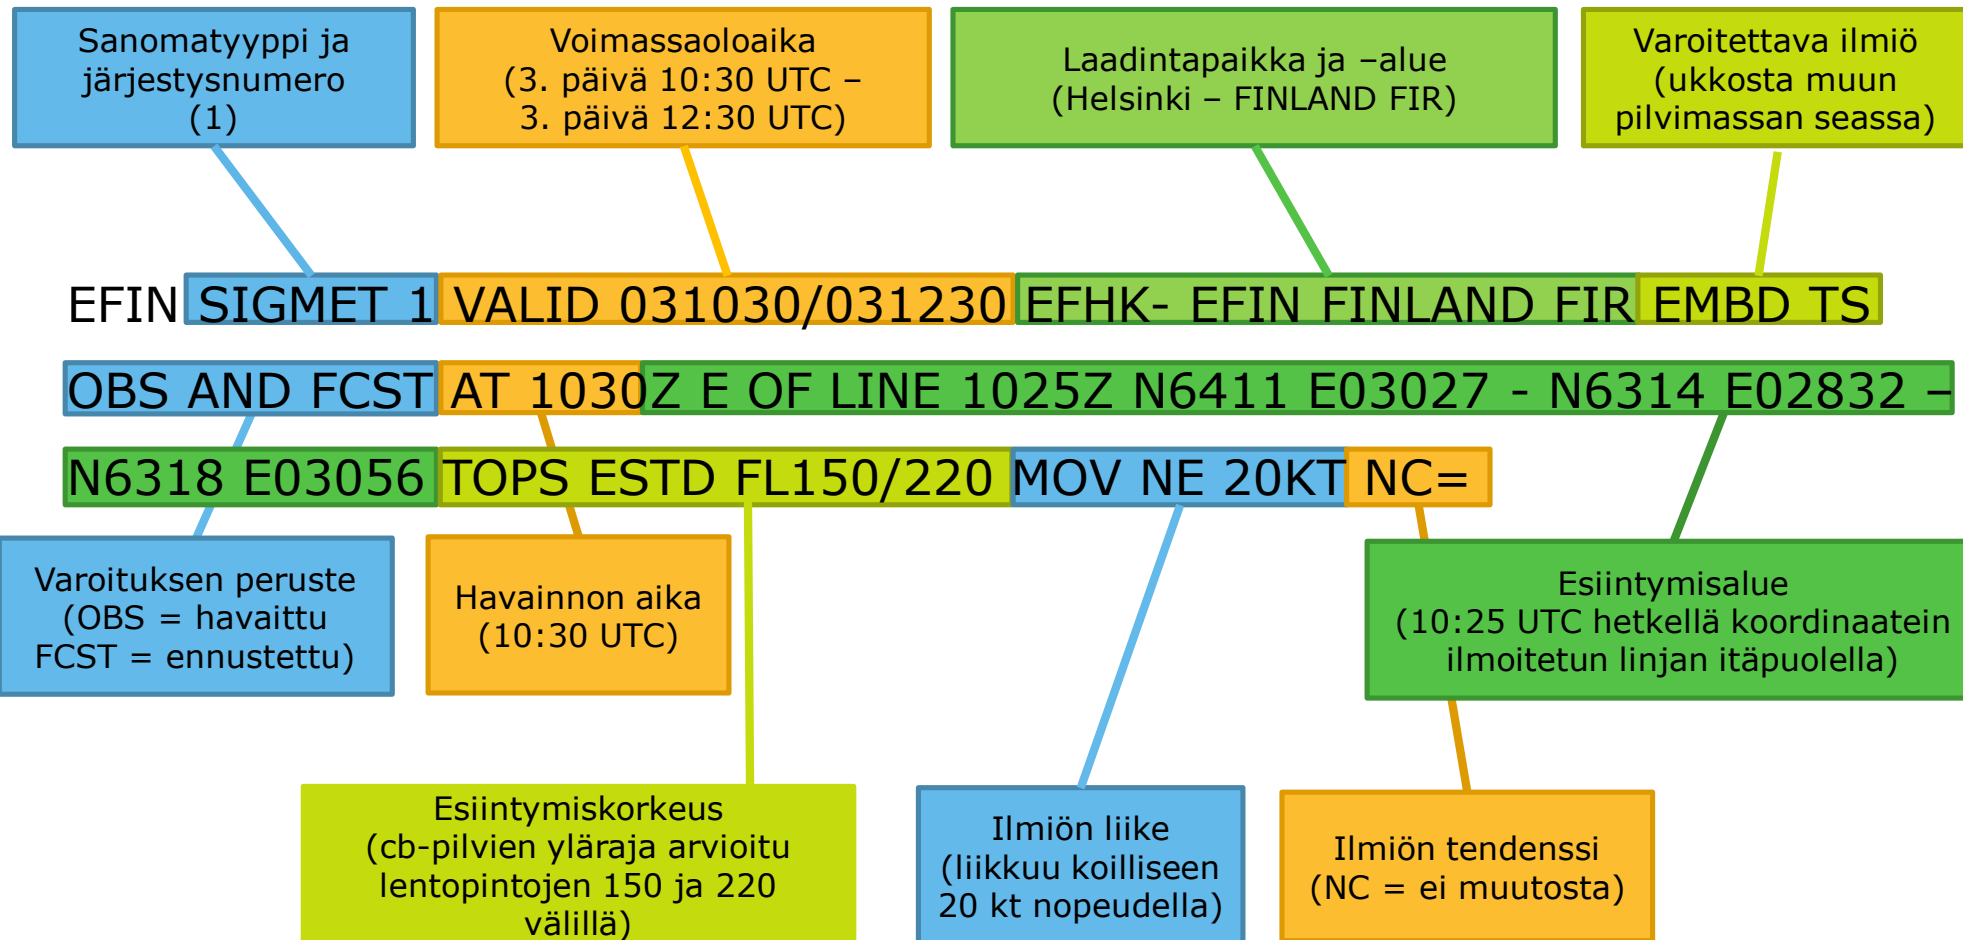 Sanomatyyppi ja
järjestysnumero
(1)
Voimassaoloaika
(3. päivä 10:30 UTC –
3. päivä 12:30 UTC)
Laadintapaikka ja –alue
(Helsinki – FINLAND FIR)
Varoitettava ilmiö
(ukkosta muun
pilvimassan seassa)
EFIN SIGMET 1 VALID 031030/031230 EFHK- EFIN FINLAND FIR EMBD TS
OBS AND FCST AT 1030Z E OF LINE 1025Z N6411 E03027 - N6314 E02832 –
N6318 E03056 TOPS ESTD FL150/220 MOV NE 20KT NC=
Varoituksen peruste
(OBS = havaittu
FCST = ennustettu)
Havainnon aika
(10:30 UTC)
Esiintymisalue
(10:25 UTC hetkellä koordinaatein
ilmoitetun linjan itäpuolella)
Esiintymiskorkeus
(cb-pilvien yläraja arvioitu
lentopintojen 150 ja 220
välillä)
Ilmiön liike
(liikkuu koilliseen
20 kt nopeudella)
Ilmiön tendenssi
(NC = ei muutosta)